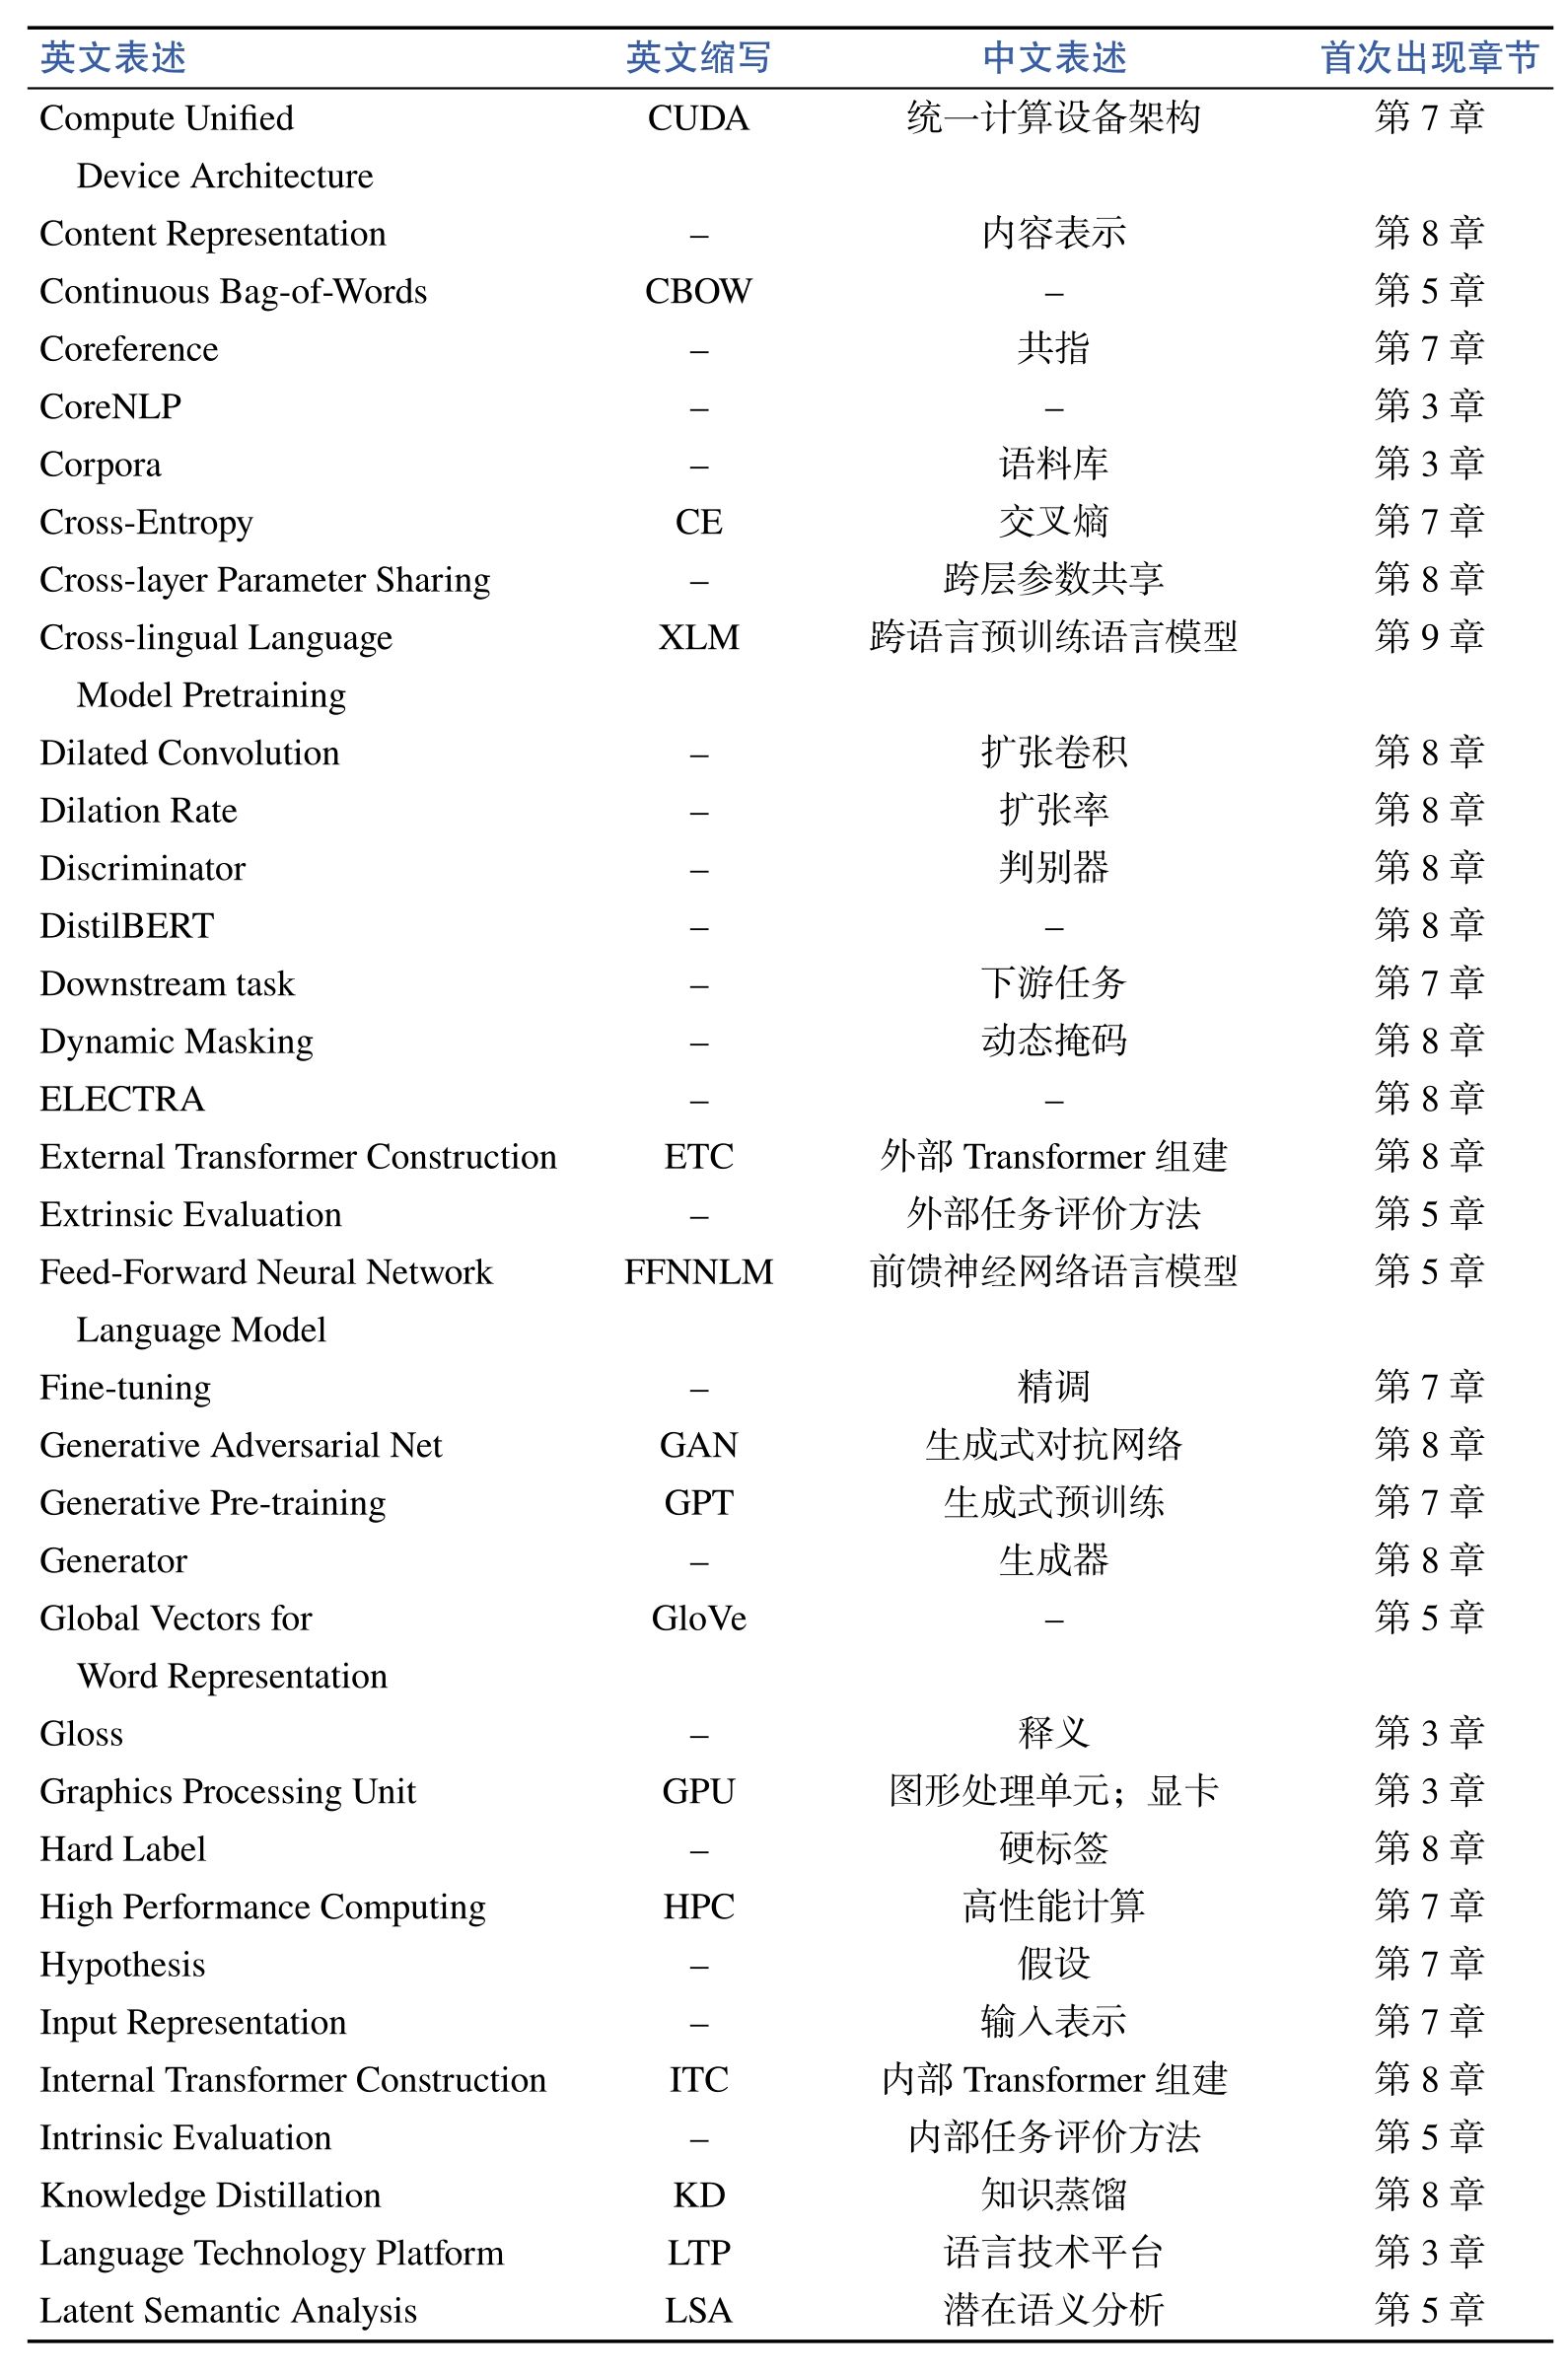 英文表述 英文缩写 中文表述 首次出现章节
Compute Unified CUDA 统一计算设备架构 第 7 章
Device Architecture
Content Representation – 内容表示 第 8 章
Continuous Bag-of-Words CBOW – 第 5 章
Coreference – 共指 第 7 章
CoreNLP – – 第 3 章
Corpora – 语料库 第 3 章
Cross-Entropy CE 交叉熵 第 7 章
Cross-layer Parameter Sharing – 跨层参数共享 第 8 章
Cross-lingual Language XLM 跨语言预训练语言模型 第 9 章
Model Pretraining
Dilated Convolution – 扩张卷积 第 8 章
Dilation Rate – 扩张率 第 8 章
Discriminator – 判别器 第 8 章
DistilBERT – – 第 8 章
Downstream task – 下游任务 第 7 章
Dynamic Masking – 动态掩码 第 8 章
ELECTRA – – 第 8 章
External Transformer Construction ETC 外部 Transformer 组建 第 8 章
Extrinsic Evaluation – 外部任务评价方法 第 5 章
Feed-Forward Neural Network FFNNLM 前馈神经网络语言模型 第 5 章
Language Model
Fine-tuning – 精调 第 7 章
Generative Adversarial Net GAN 生成式对抗网络 第 8 章
Generative Pre-training GPT 生成式预训练 第 7 章
Generator – 生成器 第 8 章
Global Vectors for GloVe – 第 5 章
Word Representation
Gloss – 释义 第 3 章
Graphics Processing Unit GPU 图形处理单元；显卡 第 3 章
Hard Label – 硬标签 第 8 章
High Performance Computing HPC 高性能计算 第 7 章
Hypothesis – 假设 第 7 章
Input Representation – 输入表示 第 7 章
Internal Transformer Construction ITC 内部 Transformer 组建 第 8 章
Intrinsic Evaluation – 内部任务评价方法 第 5 章
Knowledge Distillation KD 知识蒸馏 第 8 章
Language Technology Platform LTP 语言技术平台 第 3 章
Latent Semantic Analysis LSA 潜在语义分析 第 5 章